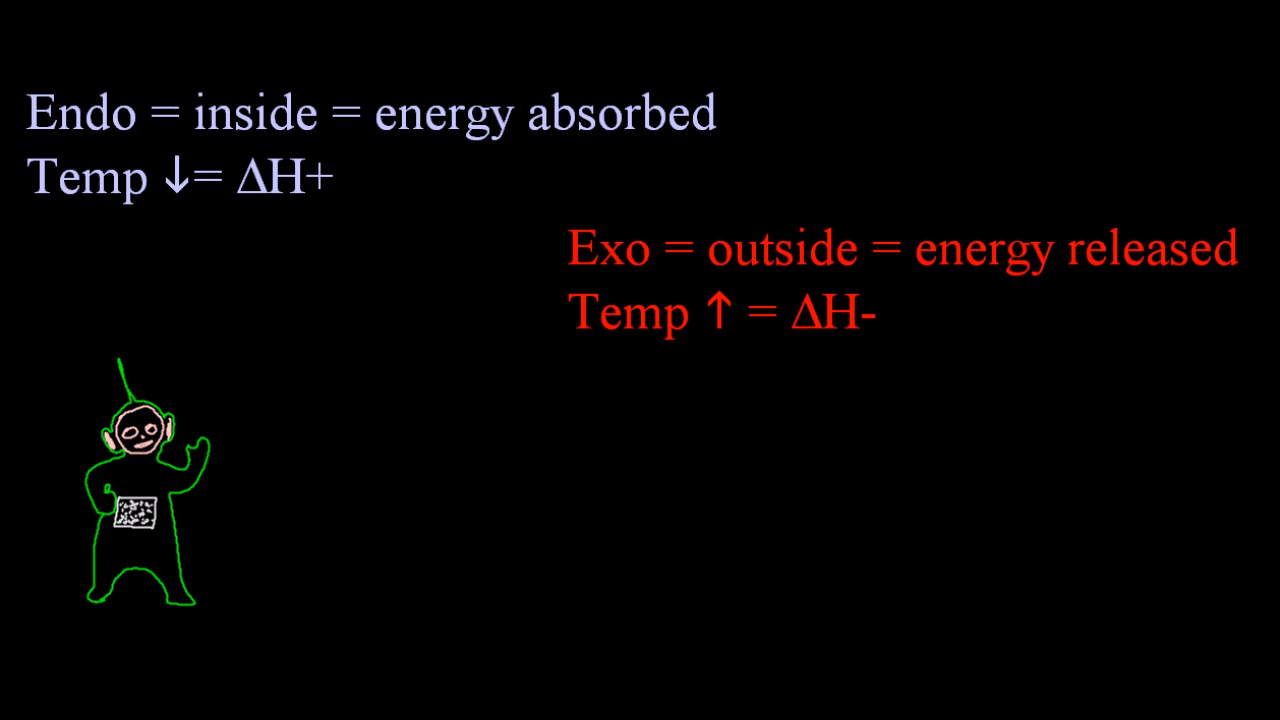 Endo = inside = energy absorbed
Temp ↓= ΔH+
Exo = outside = energy released
Temp ↑ = ΔH-